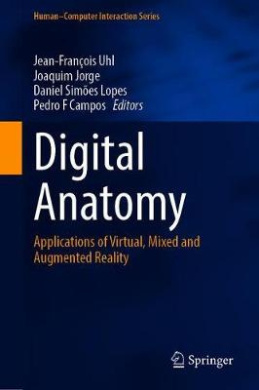 Human–Computer Interaction Series
Jean-François Uhl
Joaquim Jorge
Daniel Simões Lopes
Pedro F Campos Editors
Digital
Anatomy
Applications of Virtual, Mixed and
Augmented Reality
Springer